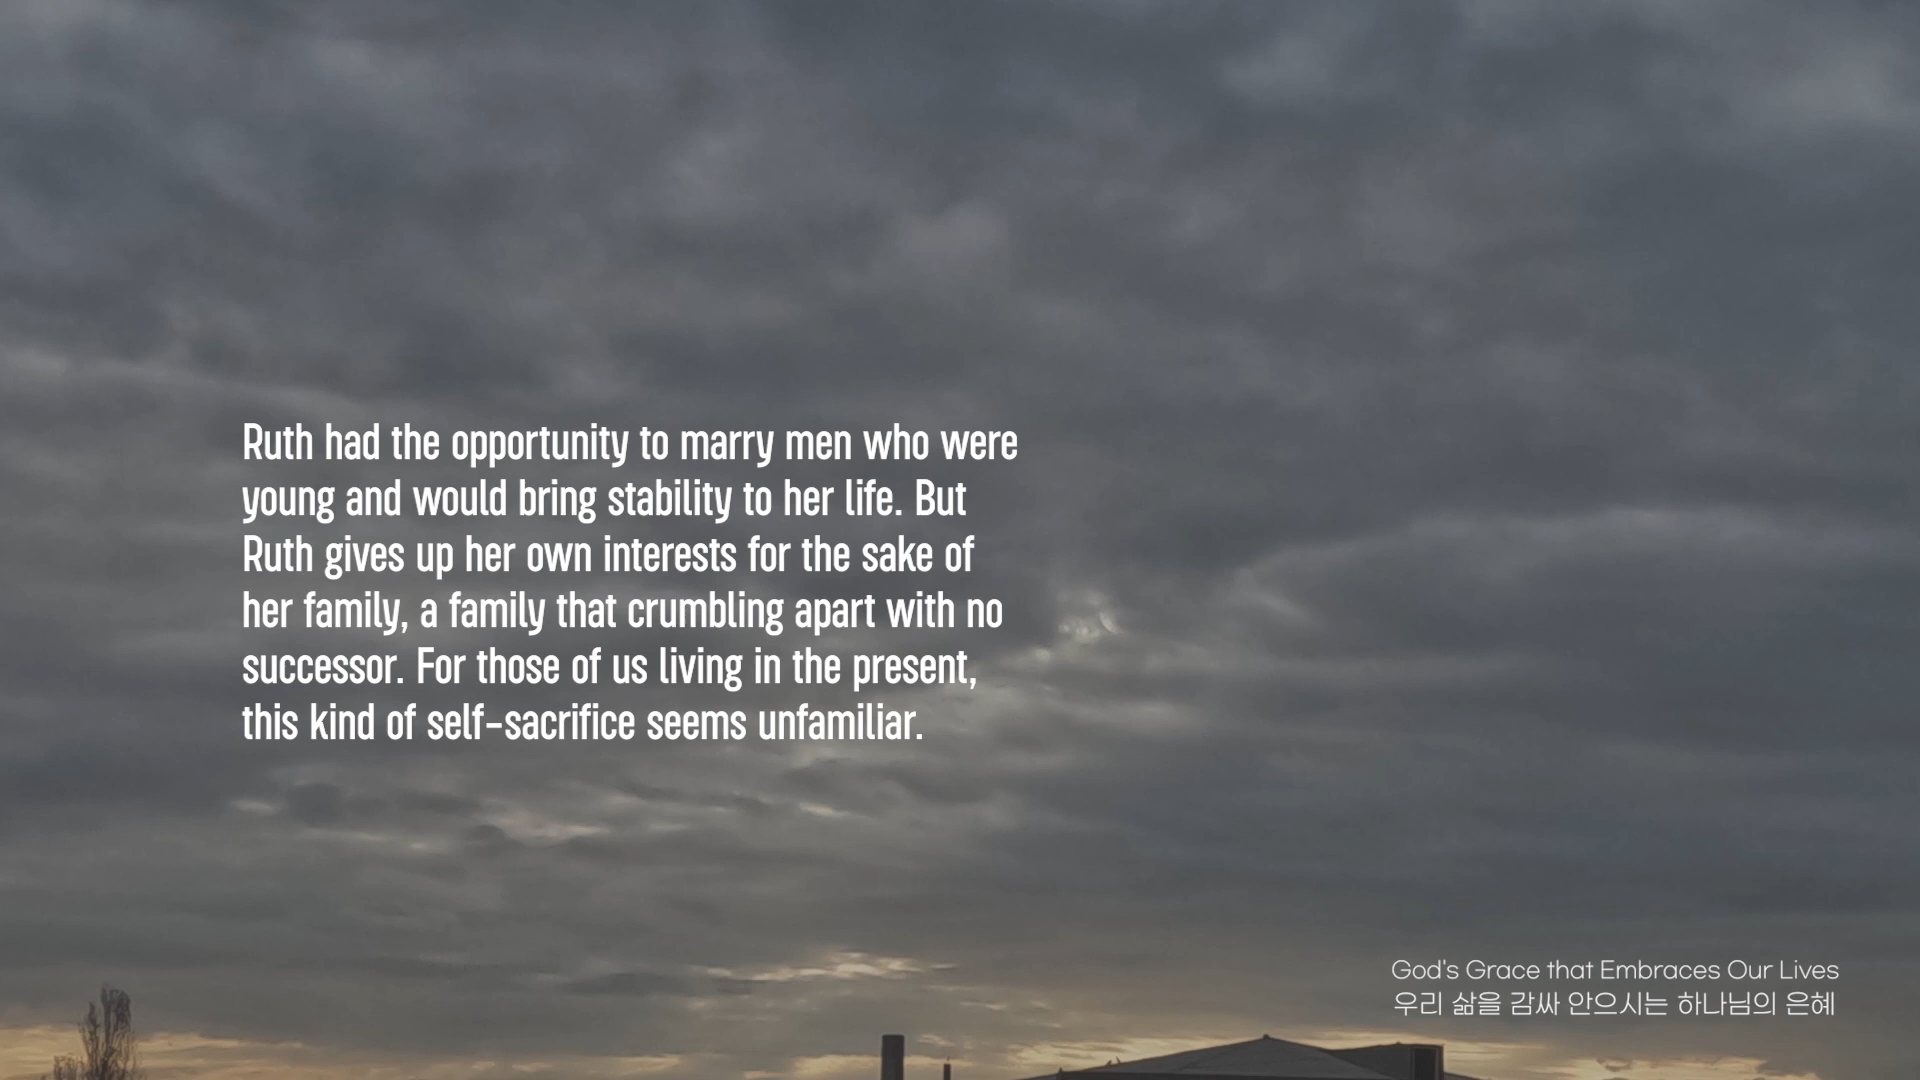 Ruth had the opportunity to marry men who were
young and would bring stability to her life. But
Ruth gives up her own interests for the sake of
her family, a family that crumbling apart with no
successor. For those of us living in the present,
this kind of self-sacrifice seems unfamiliar.
God's Grace that Embraces Our Lives
우리 삶을 감싸 안으시는 하나님의 은혜